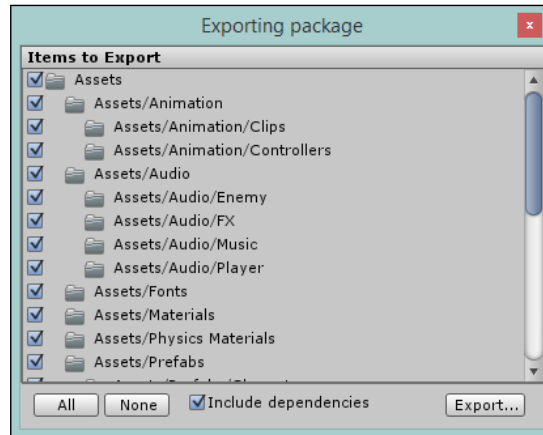 Exporting package
x
Items to Export
Assets
Assets/Animation
Assets/Animation/Clips
Assets/Animation/Controllers
Assets/Audio
Assets/Audio/Enemy
Assets/Audio/FX
Assets/Audio/Music
Assets/Audio/Player
Assets/Fonts
Assets/Materials
Assets/Physics Materials
Assets/Prefabs
All None Include dependencies Export...